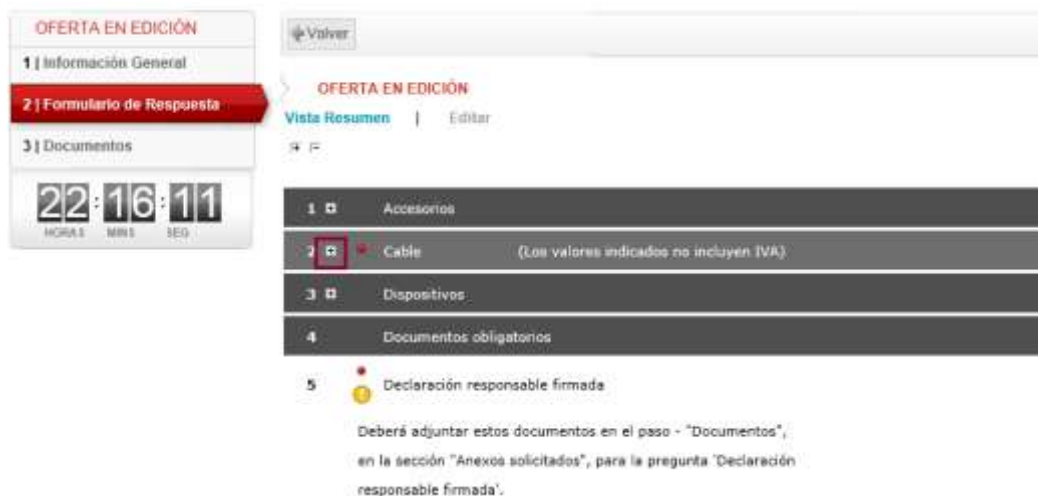 OFERTA EN EDICIÓN
1 | Información General
2 | Formulario de Respuesta
3 | Documentos
22:16:11
HORAS MINS SEG
Volver
OFERTA EN EDICIÓN
Vista Resumen | Editar
1 Accesorios
2 Cable (Los valores indicados no incluyen IVA)
3 Dispositivos
4 Documentos obligatorios
5 Declaración responsable firmada
Deberá adjuntar estos documentos en el paso - "Documentos",
en la sección "Anexos solicitados", para la pregunta 'Declaración
responsable firmada'.